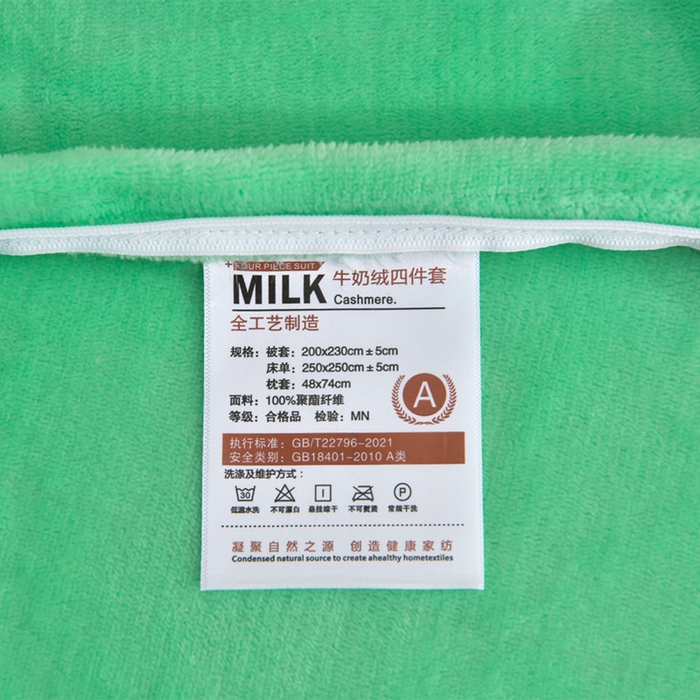 +FOUR PIECE SUIT
MILK 牛奶绒四件套
Cashmere.
全工艺制造
规格：被套：200x230cm±5cm
床单：250x250cm±5cm
枕套：48x74cm
面料：100%聚酯纤维
等级：合格品 检验：MN
A
执行标准：GB/T22796-2021
安全类别：GB18401-2010 A类
洗涤及维护方式：
30
P
低温水洗 不可漂白 悬挂晾干 不可熨烫 常规干洗
凝聚自然之源 创造健康家纺
Condensed natural source to create ahealthy hometextiles